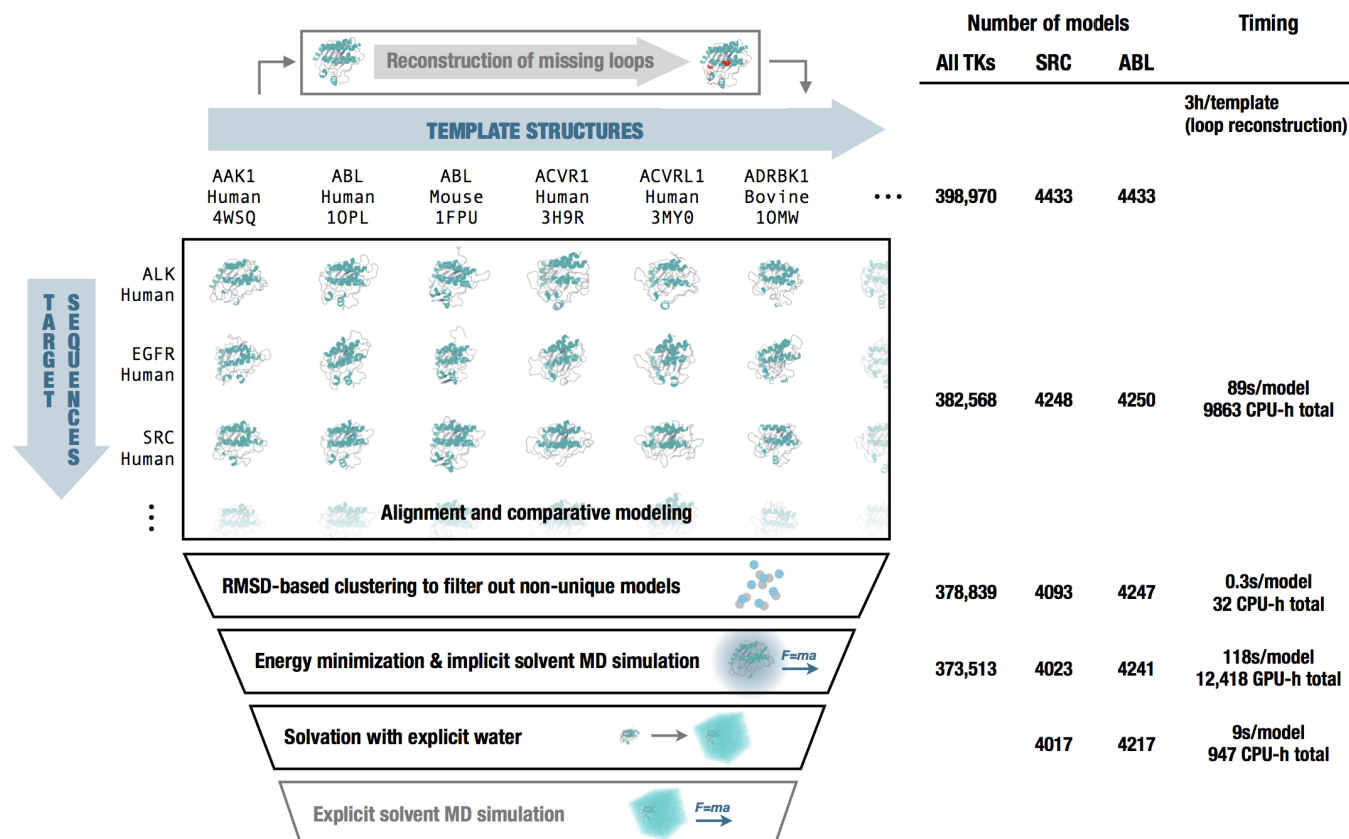 Number of models
Timing
All TKs
SRC
ABL
Reconstruction of missing loops
3h/template
(loop reconstruction)
TEMPLATE STRUCTURES
AAK1
Human
4WSQ
ABL
Human
1OPL
ABL
Mouse
1FPU
ACVR1
Human
3H9R
ACVRL1
Human
3MY0
ADRBK1
Bovine
1OMW
...
398,970
4433
4433
TARGET
SEQUENCES
ALK
Human
EGFR
Human
SRC
Human
...
Alignment and comparative modeling
382,568
4248
4250
89s/model
9863 CPU-h total
RMSD-based clustering to filter out non-unique models
378,839
4093
4247
0.3s/model
32 CPU-h total
Energy minimization & implicit solvent MD simulation
F=ma
373,513
4023
4241
118s/model
12,418 GPU-h total
Solvation with explicit water
4017
4217
9s/model
947 CPU-h total
Explicit solvent MD simulation
F=ma